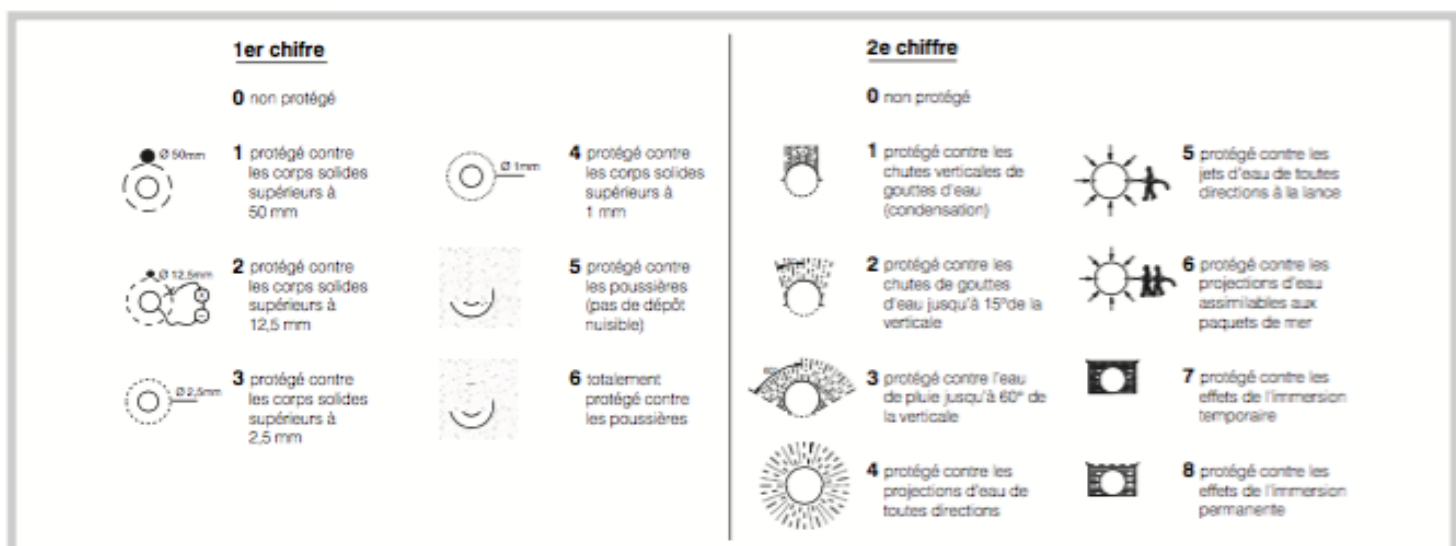 1er chifre
0 non protégé
Ø 50mm
1 protégé contre
les corps solides
supérieurs à
50 mm
Ø 12,5mm
2 protégé contre
les corps solides
supérieurs à
12,5 mm
Ø 2,5mm
3 protégé contre
les corps solides
supérieurs à
2,5 mm
Ø 1mm
4 protégé contre
les corps solides
supérieurs à
1 mm
5 protégé contre
les poussières
(pas de dépôt
nuisible)
6 totalement
protégé contre
les poussières
2e chiffre
0 non protégé
1 protégé contre les
chutes verticales de
gouttes d'eau
(condensation)
2 protégé contre les
chutes de gouttes
d'eau jusqu'à 15°de la
verticale
3 protégé contre l'eau
de pluie jusqu'à 60° de
la verticale
4 protégé contre les
projections d'eau de
toutes directions
5 protégé contre les
jets d'eau de toutes
directions à la lance
6 protégé contre les
projections d'eau
assimilables aux
paquets de mer
7 protégé contre les
effets de l'immersion
temporaire
8 protégé contre les
effets de l'immersion
permanente